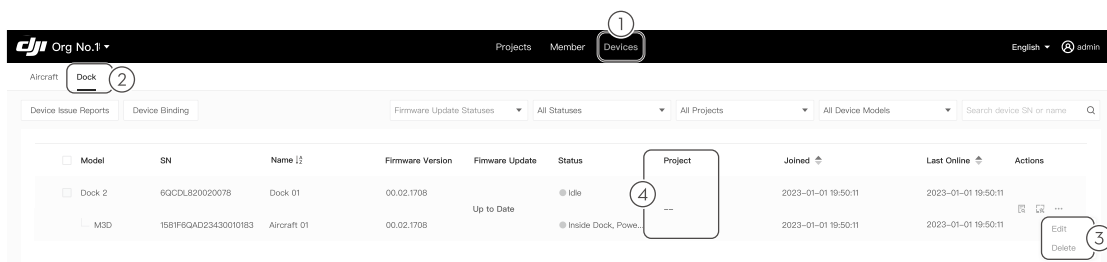 1
dji Org No.1 Projects Member Devices English admin
Aircraft Dock 2
Device Issue Reports Device Binding Firmware Update Statuses All Statuses All Projects All Device Models Search device SN or name
Model SN Name Firmware Version Fimware Update Status Project Joined Last Online Actions
Dock 2 6QCDL820020078 Dock 01 00.02.1708 Idle 4 2023-01-01 19:50:11 2023-01-01 19:50:11
Up to Date --- ...
M3D 1581F6QAD23430010183 Aircraft 01 00.02.1708 Inside Dock, Powe... 2023-01-01 19:50:11 2023-01-01 19:50:11
Edit 3
Delete